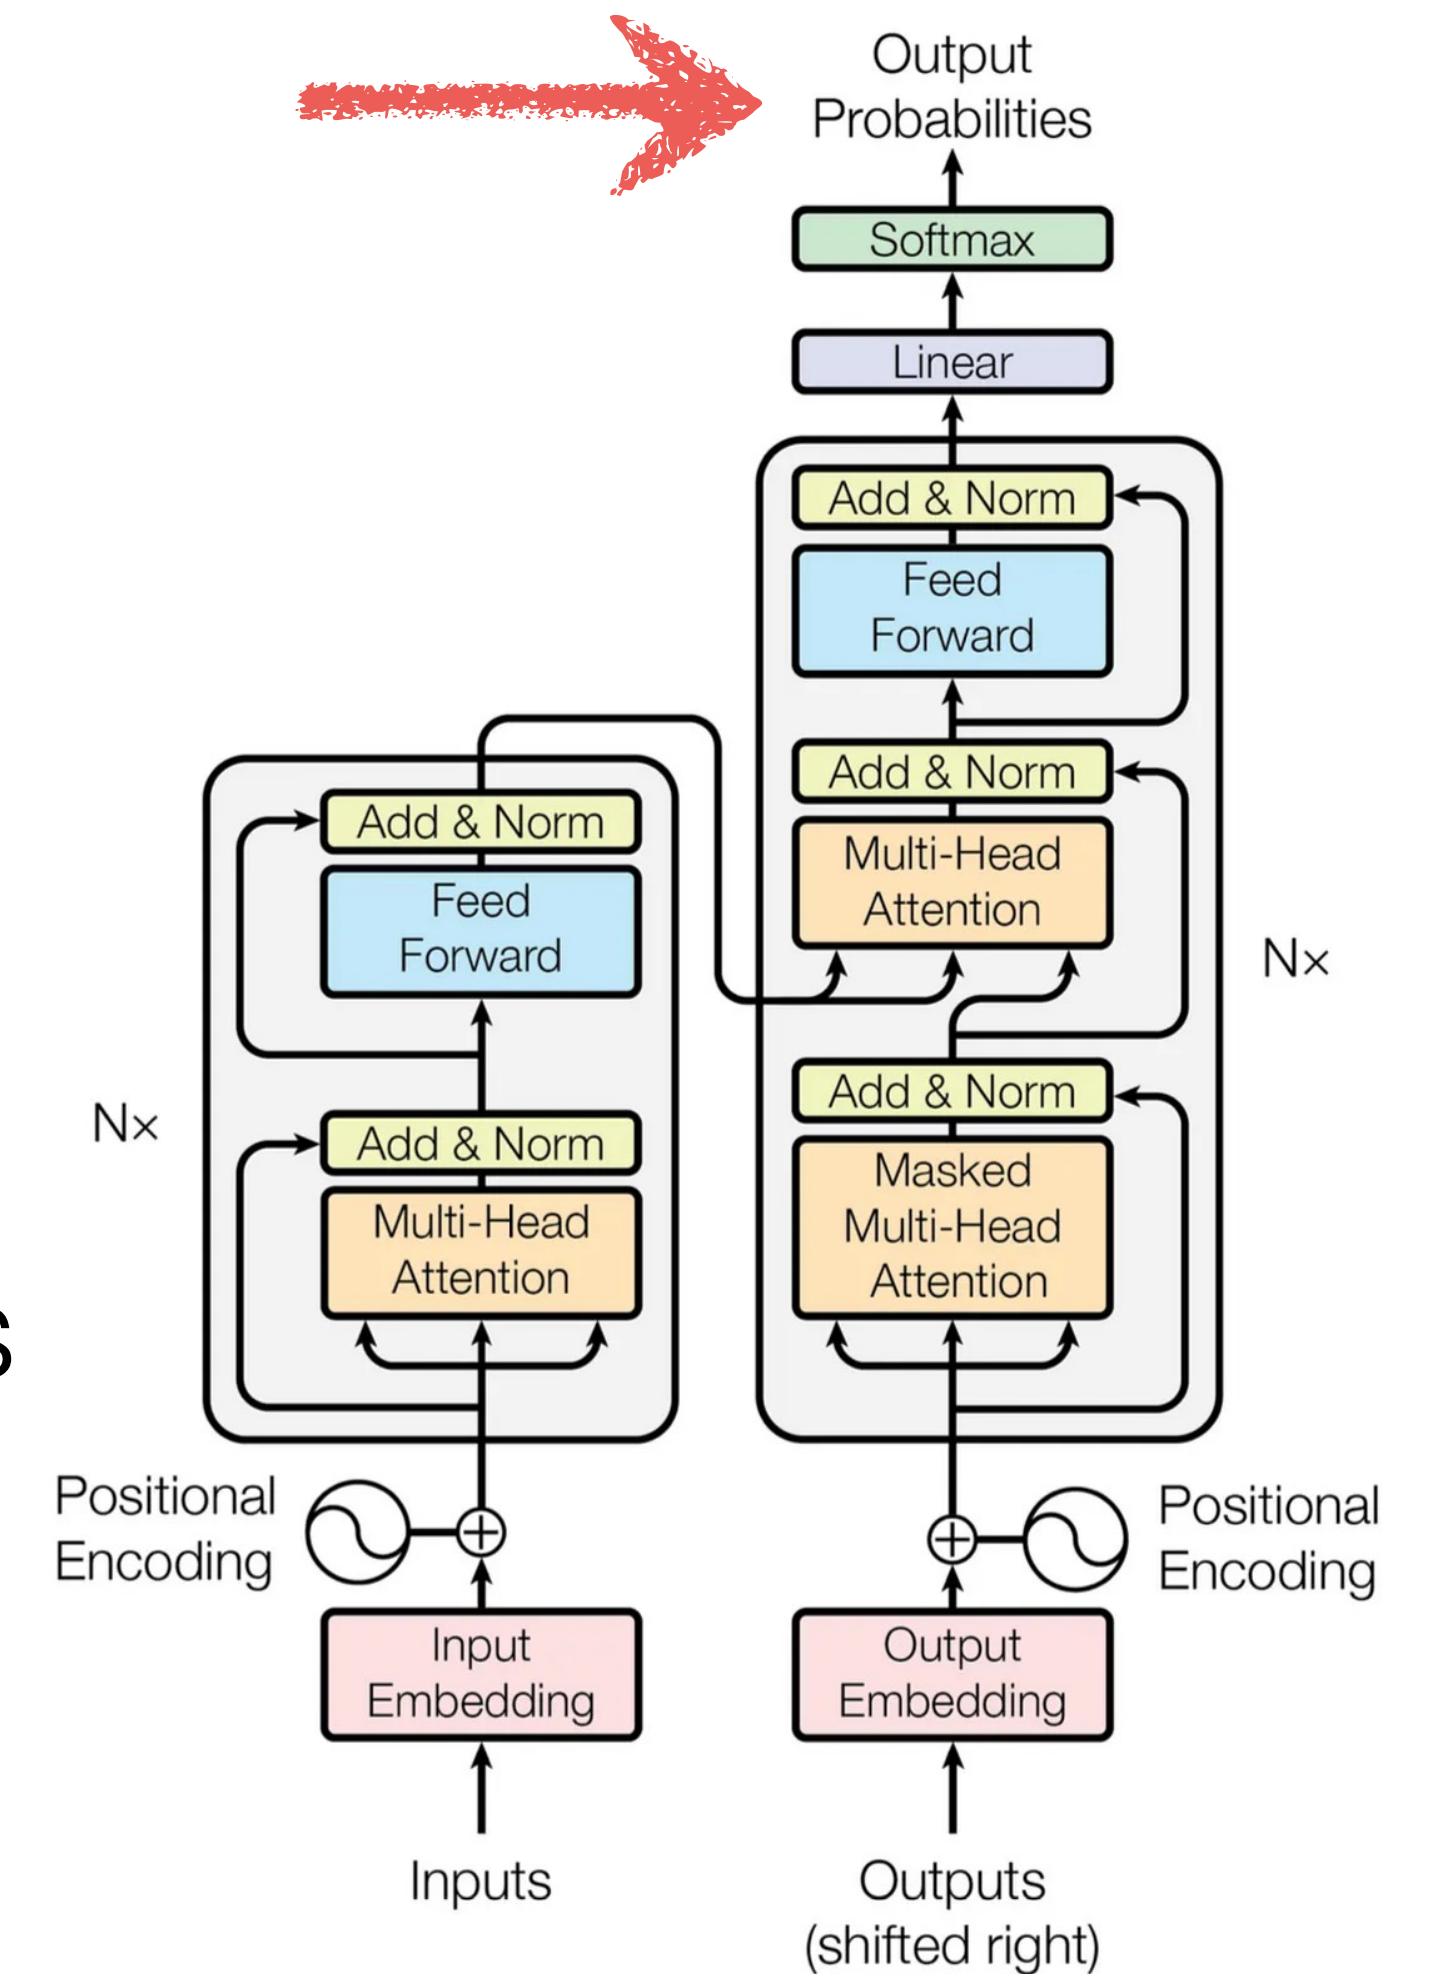 Output
Probabilities
Softmax
Linear
Add & Norm
Feed
Forward
Add & Norm
Multi-Head
Attention
Nx
Add & Norm
Masked
Multi-Head
Attention
Add & Norm
Feed
Forward
Nx
Add & Norm
Multi-Head
Attention
s
Positional
Encoding
Positional
Encoding
Input
Embedding
Output
Embedding
Inputs
Outputs
(shifted right)